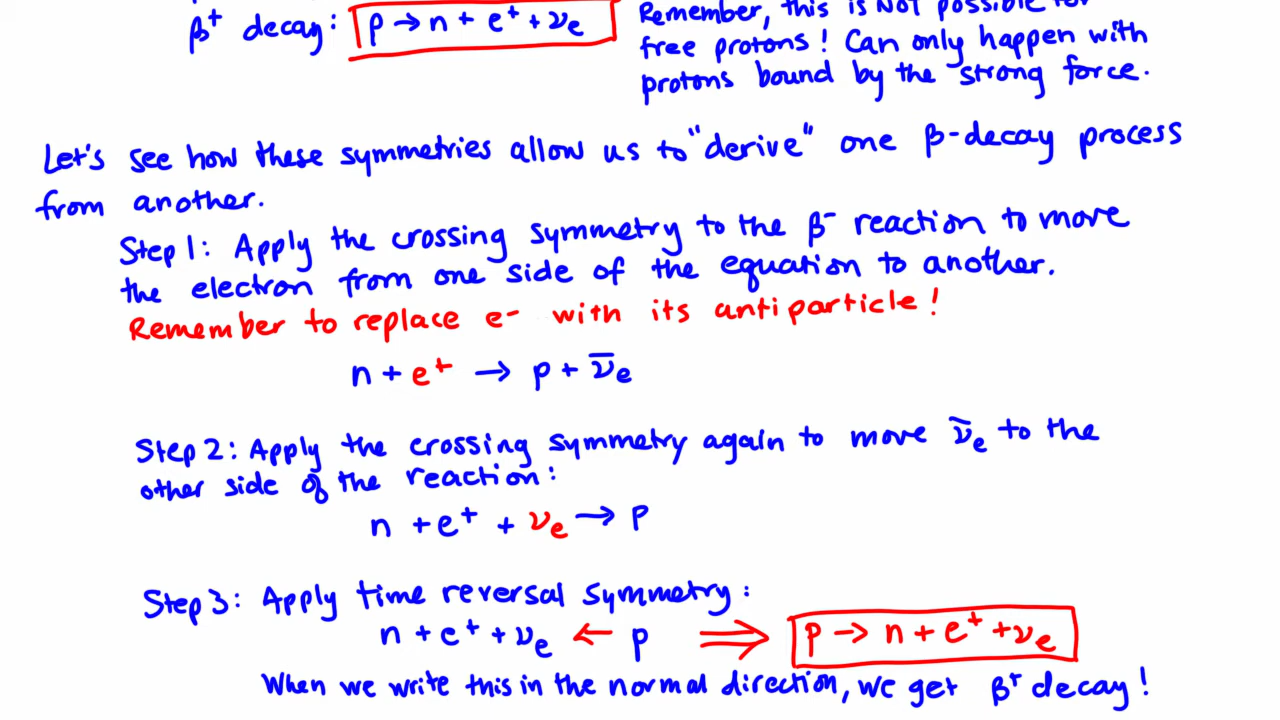 β⁺ decay: p → n + e⁺ + νₑ
Remember, this is NOT possible for
free protons! Can only happen with
protons bound by the strong force.
Let's see how these symmetries allow us to "derive" one β-decay process
from another.
Step 1: Apply the crossing symmetry to the β⁻ reaction to move
the electron from one side of the equation to another.
Remember to replace e⁻ with its antiparticle!
n + e⁺ → p + ν̄ₑ
Step 2: Apply the crossing symmetry again to move ν̄ₑ to the
other side of the reaction:
n + e⁺ + νₑ → p
Step 3: Apply time reversal symmetry:
n + e⁺ + νₑ ← p ⟹ p → n + e⁺ + νₑ
When we write this in the normal direction, we get β⁺ decay!